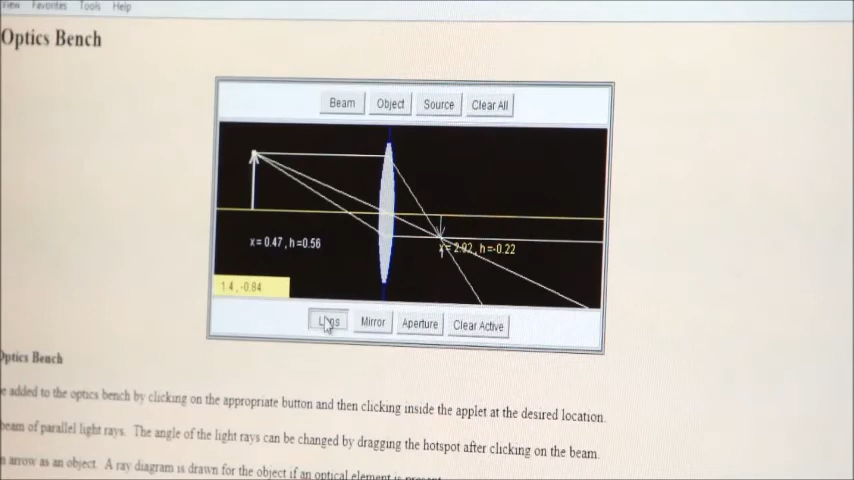 View Favorites Tools Help
Optics Bench
Beam Object Source Clear All
x= 0.47 , h=0.56
x= 2.92, h=-0.22
1.4 , -0.84
Lens Mirror Aperture Clear Active
Optics Bench
e added to the optics bench by clicking on the appropriate button and then clicking inside the applet at the desired location.
beam of parallel light rays. The angle of the light rays can be changed by dragging the hotspot after clicking on the beam.
n arrow as an object. A ray diagram is drawn for the object if an optical element is present